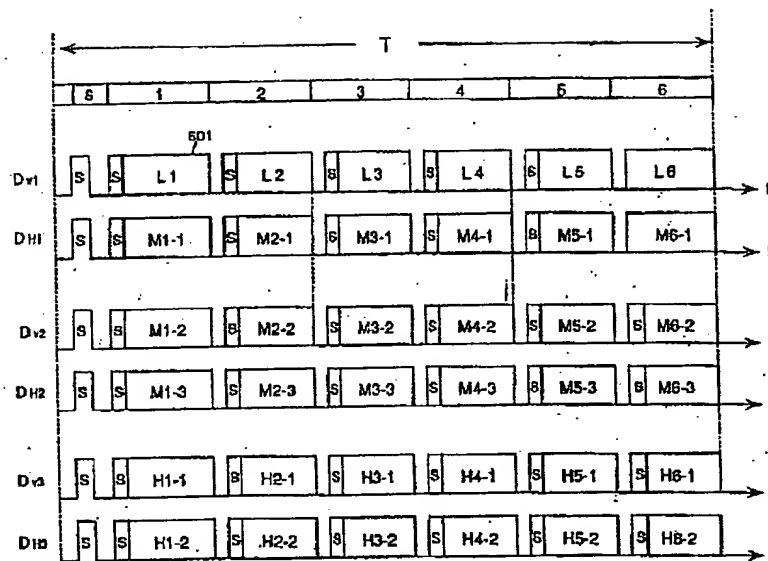 T
S 1 2 3 4 5 6
601
Dv1 S S L1 S L2 S L3 S L4 S L5 L6
DH1 S S M1-1 S M2-1 S M3-1 S M4-1 S M5-1 M6-1
Dv2 S S M1-2 S M2-2 S M3-2 S M4-2 S M5-2 S M6-2
DH2 S S M1-3 S M2-3 S M3-3 S M4-3 S M5-3 S M6-3
Dv3 S S H1-1 S H2-1 S H3-1 S H4-1 S H5-1 S H6-1
DH3 S S H1-2 S H2-2 S H3-2 S H4-2 S H5-2 S H6-2